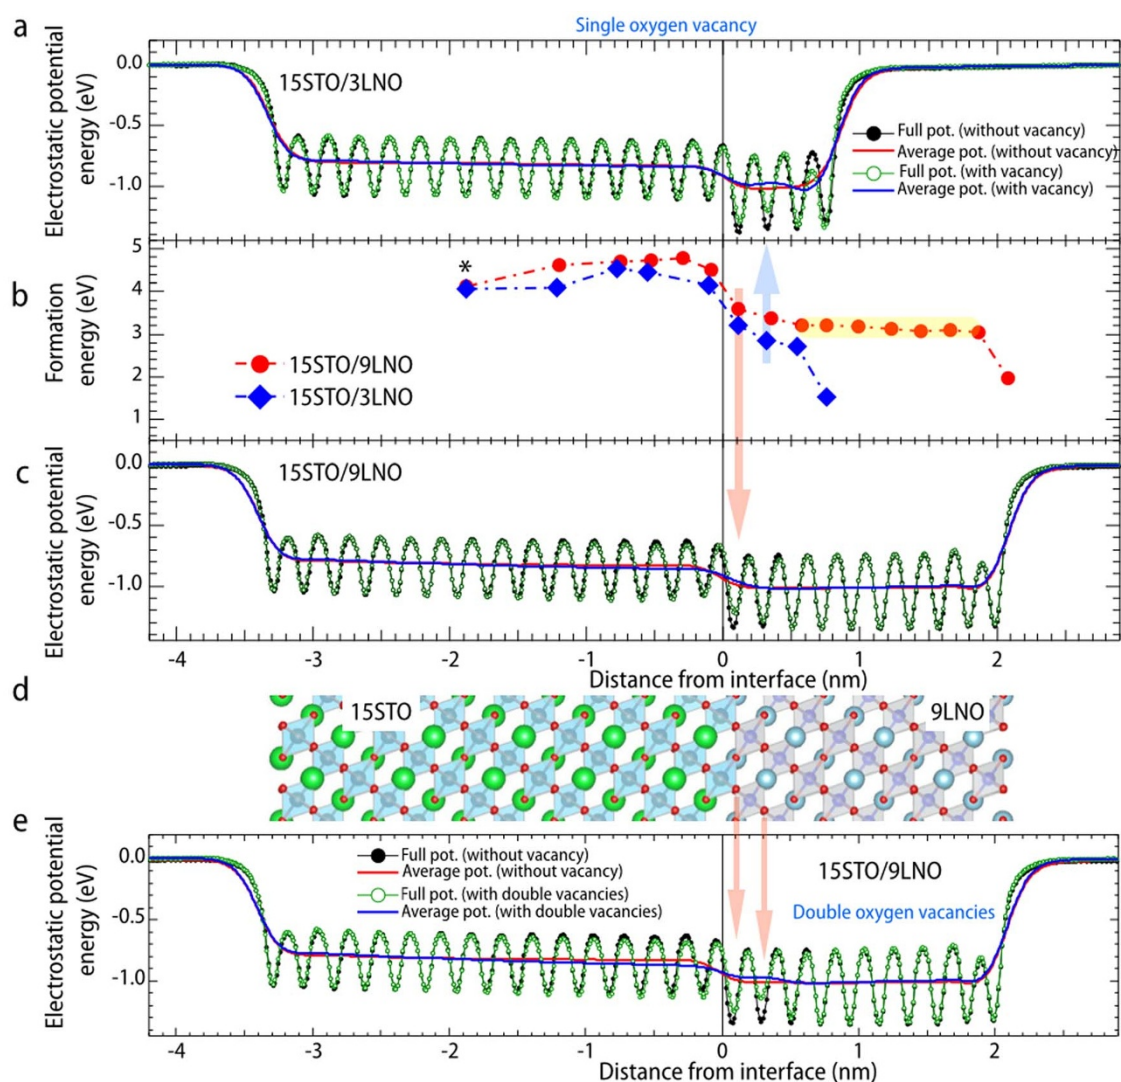 a
Single oxygen vacancy
Electrostatic potential
energy (eV)
0.0
-0.5
-1.0
15STO/3LNO
Full pot. (without vacancy)
Average pot. (without vacancy)
Full pot. (with vacancy)
Average pot. (with vacancy)
b
Formation
energy (eV)
5
4
3
2
1
*
15STO/9LNO
15STO/3LNO
c
Electrostatic potential
energy (eV)
0.0
-0.5
-1.0
15STO/9LNO
-4 -3 -2 -1 0 1 2
Distance from interface (nm)
d
15STO
9LNO
e
Electrostatic potential
energy (eV)
0.0
-0.5
-1.0
Full pot. (without vacancy)
Average pot. (without vacancy)
Full pot. (with double vacancies)
Average pot. (with double vacancies)
15STO/9LNO
Double oxygen vacancies
-4 -3 -2 -1 0 1 2
Distance from interface (nm)